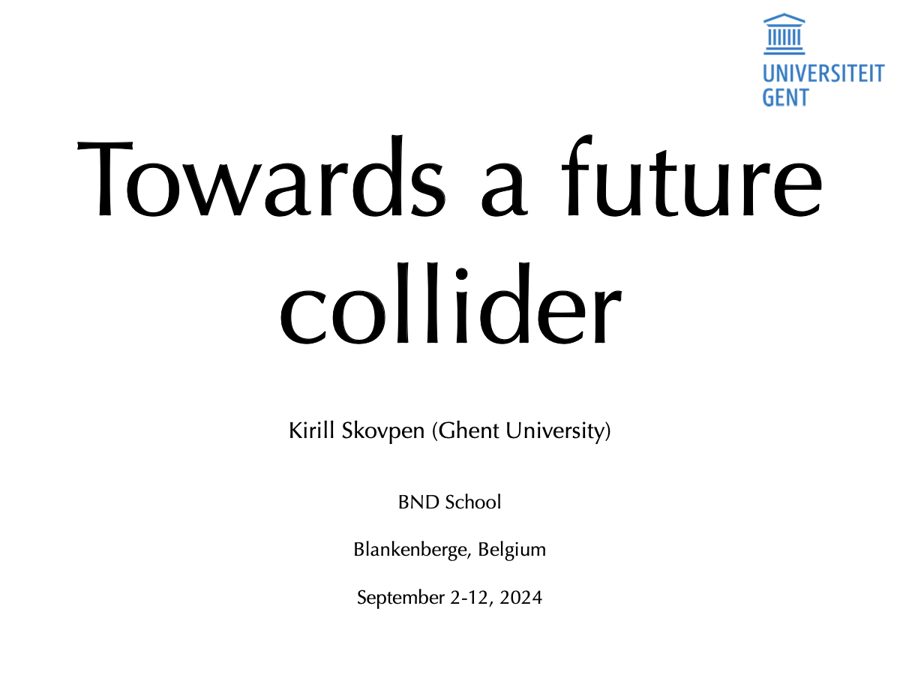 UNIVERSITEIT
GENT
Towards a future
collider
Kirill Skovpen (Ghent University)
BND School
Blankenberge, Belgium
September 2-12, 2024